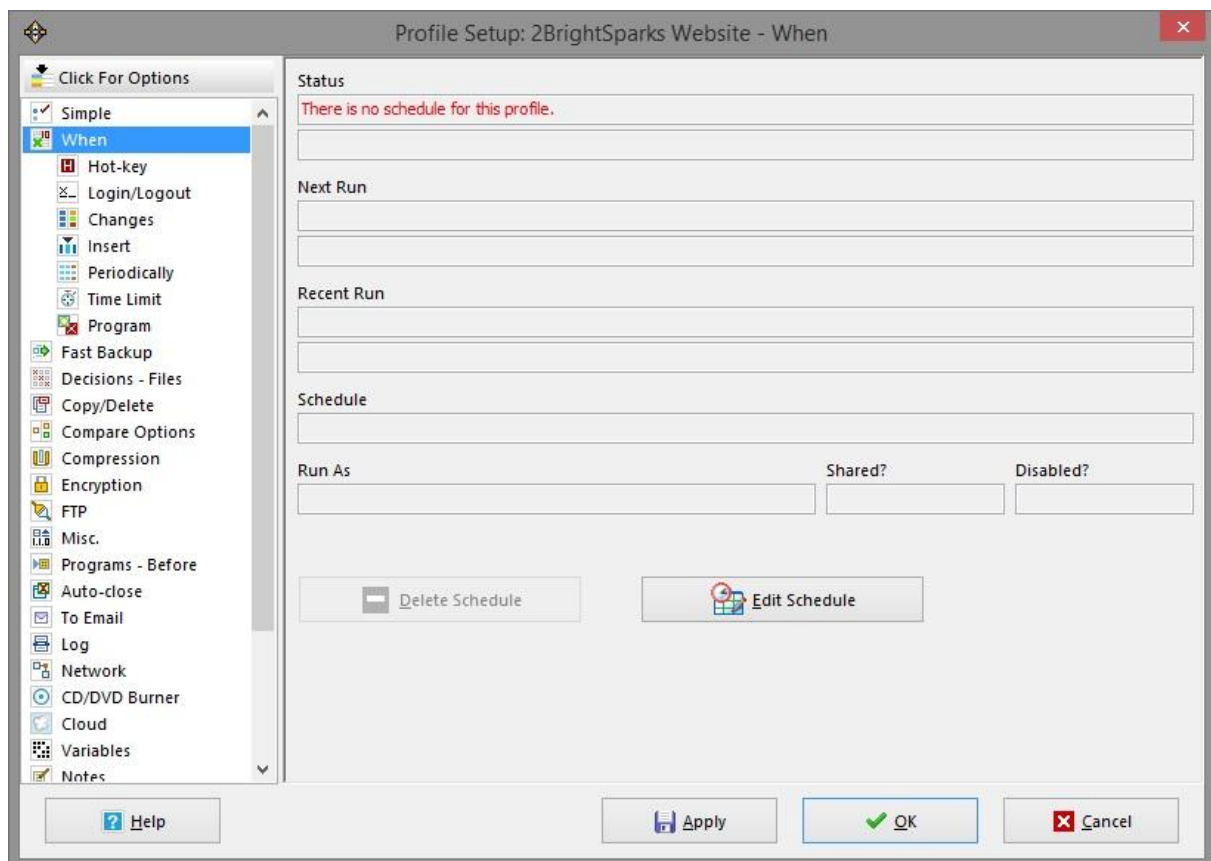 Profile Setup: 2BrightSparks Website - When
Click For Options
Simple
When
Hot-key
Login/Logout
Changes
Insert
Periodically
Time Limit
Program
Fast Backup
Decisions - Files
Copy/Delete
Compare Options
Compression
Encryption
FTP
Misc.
Programs - Before
Auto-close
To Email
Log
Network
CD/DVD Burner
Cloud
Variables
Notes
Status
There is no schedule for this profile.
Next Run
Recent Run
Schedule
Run As Shared? Disabled?
Delete Schedule Edit Schedule
Help Apply OK Cancel